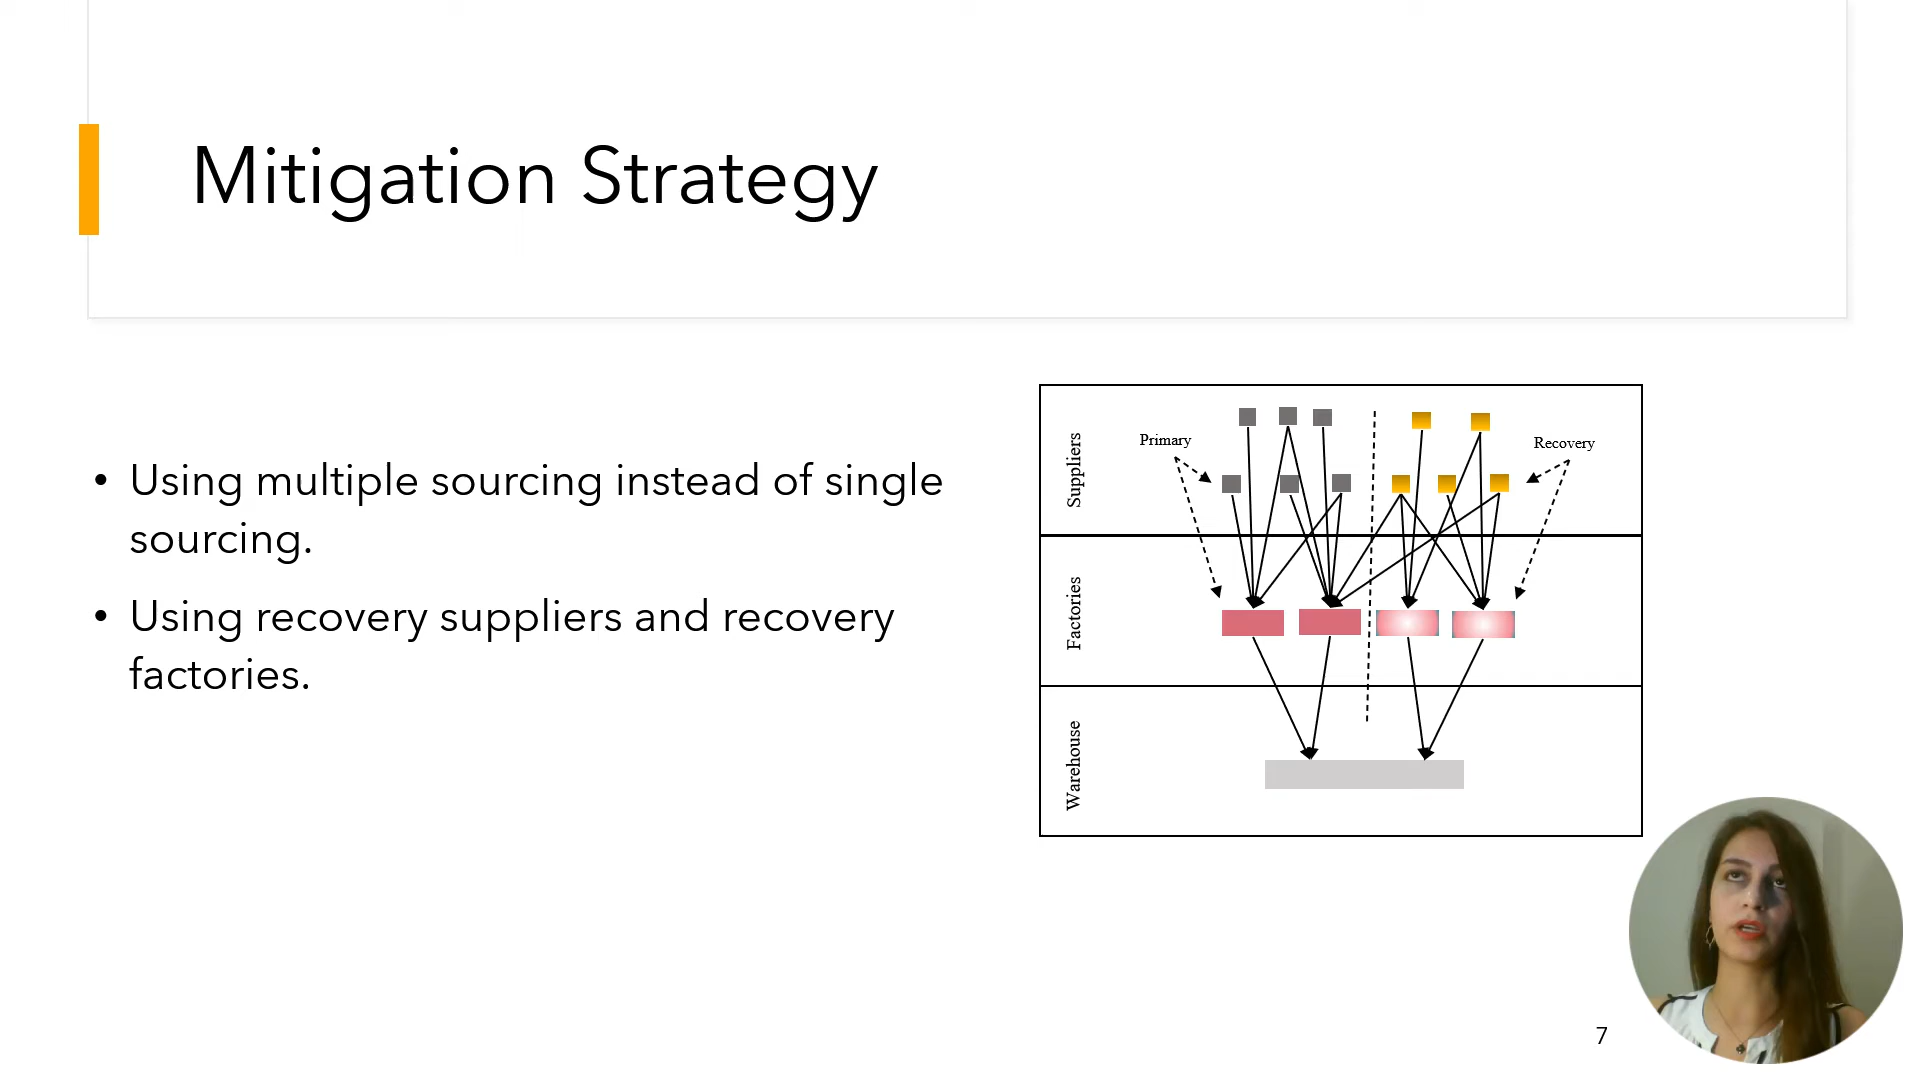 Mitigation Strategy
• Using multiple sourcing instead of single
sourcing.
• Using recovery suppliers and recovery
factories.
Suppliers
Primary
Recovery
Factories
Warehouse
7